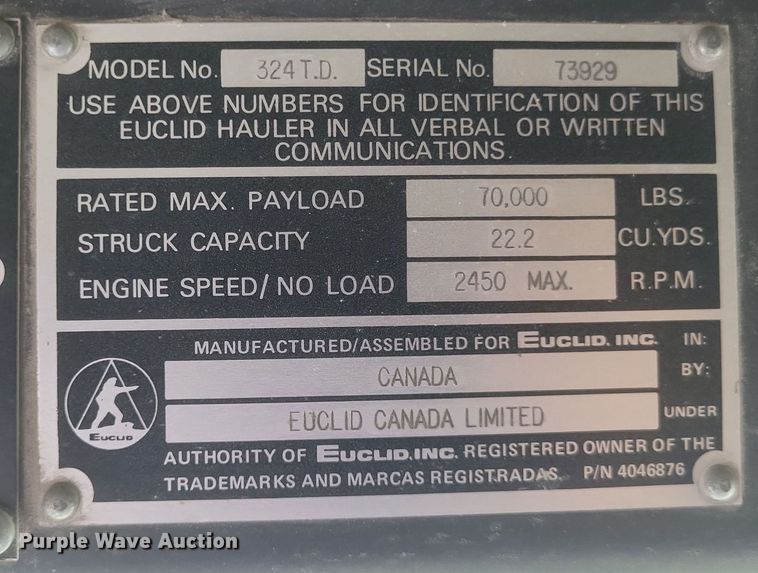 MODEL No. 324 T.D. SERIAL No. 73929
USE ABOVE NUMBERS FOR IDENTIFICATION OF THIS
EUCLID HAULER IN ALL VERBAL OR WRITTEN
COMMUNICATIONS.
RATED MAX. PAYLOAD 70,000 LBS.
STRUCK CAPACITY 22.2 CU.YDS.
ENGINE SPEED/NO LOAD 2450 MAX. R.P.M.
MANUFACTURED/ASSEMBLED FOR EUCLID, INC. IN:
CANADA BY:
EUCLID CANADA LIMITED UNDER
EUCLID
AUTHORITY OF EUCLID, INC. REGISTERED OWNER OF THE
TRADEMARKS AND MARCAS REGISTRADAS. P/N 4046876
Purple Wave Auction